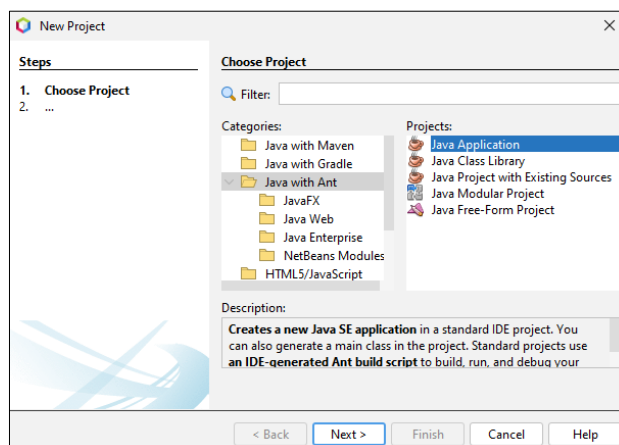 New Project
Steps
1. Choose Project
2. ...
Choose Project
Filter:
Categories:
Java with Maven
Java with Gradle
Java with Ant
JavaFX
Java Web
Java Enterprise
NetBeans Modules
HTML5/JavaScript
Projects:
Java Application
Java Class Library
Java Project with Existing Sources
Java Modular Project
Java Free-Form Project
Description:
Creates a new Java SE application in a standard IDE project. You
can also generate a main class in the project. Standard projects use
an IDE-generated Ant build script to build, run, and debug your
< Back
Next >
Finish
Cancel
Help